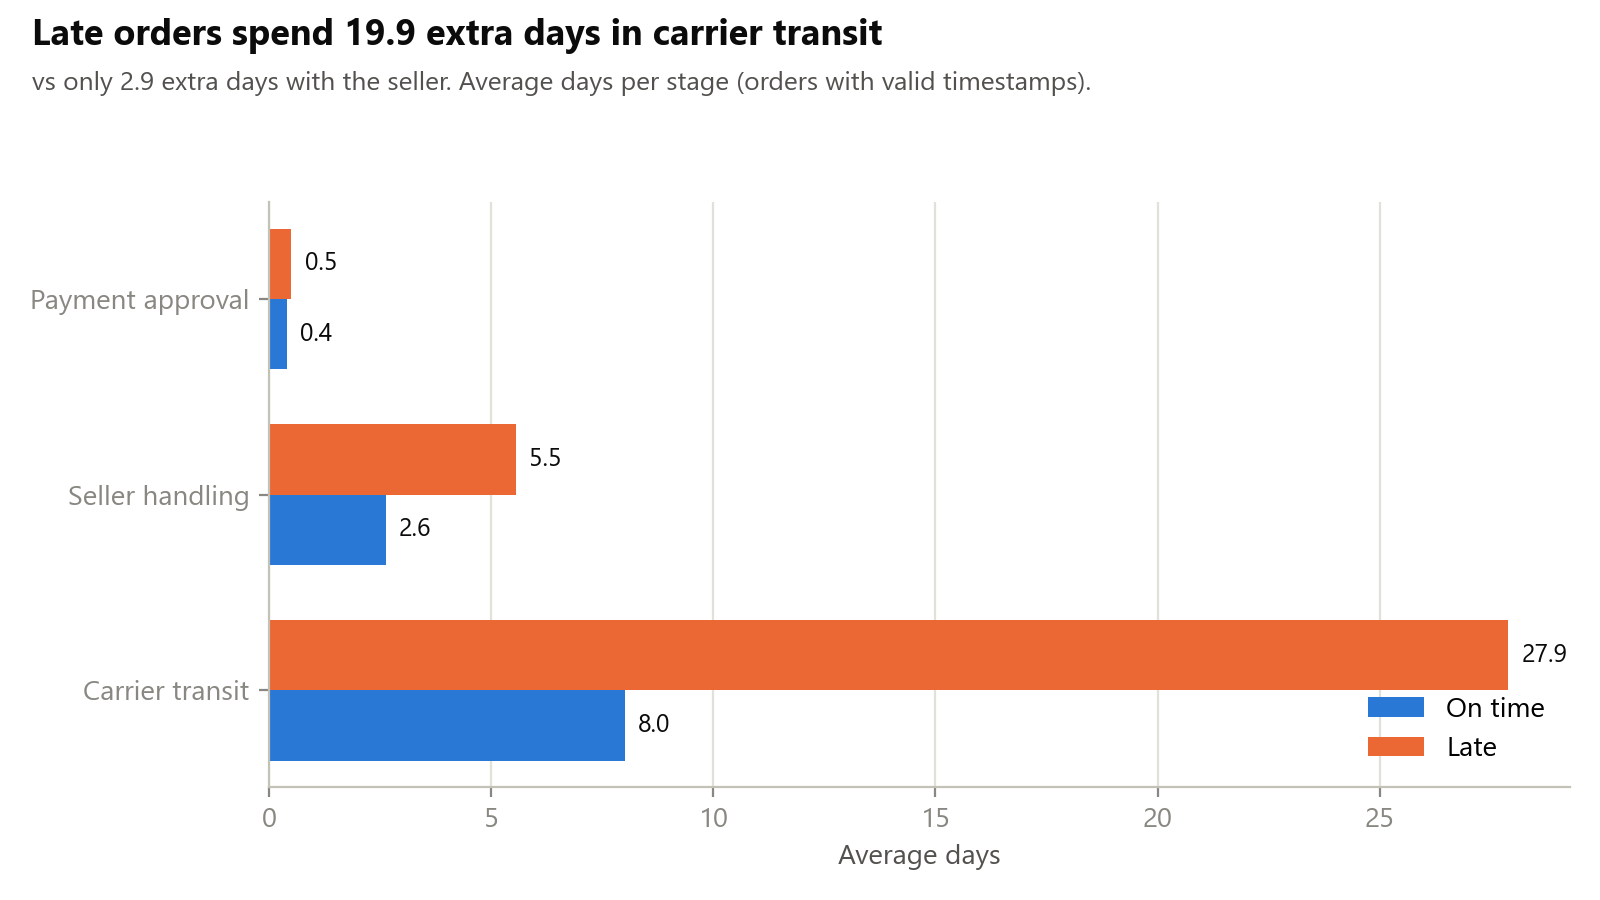 Late orders spend 19.9 extra days in carrier transit
vs only 2.9 extra days with the seller. Average days per stage (orders with valid timestamps).
Payment approval
0.5
0.4
Seller handling
5.5
2.6
Carrier transit
27.9
8.0
On time
Late
0 5 10 15 20 25
Average days